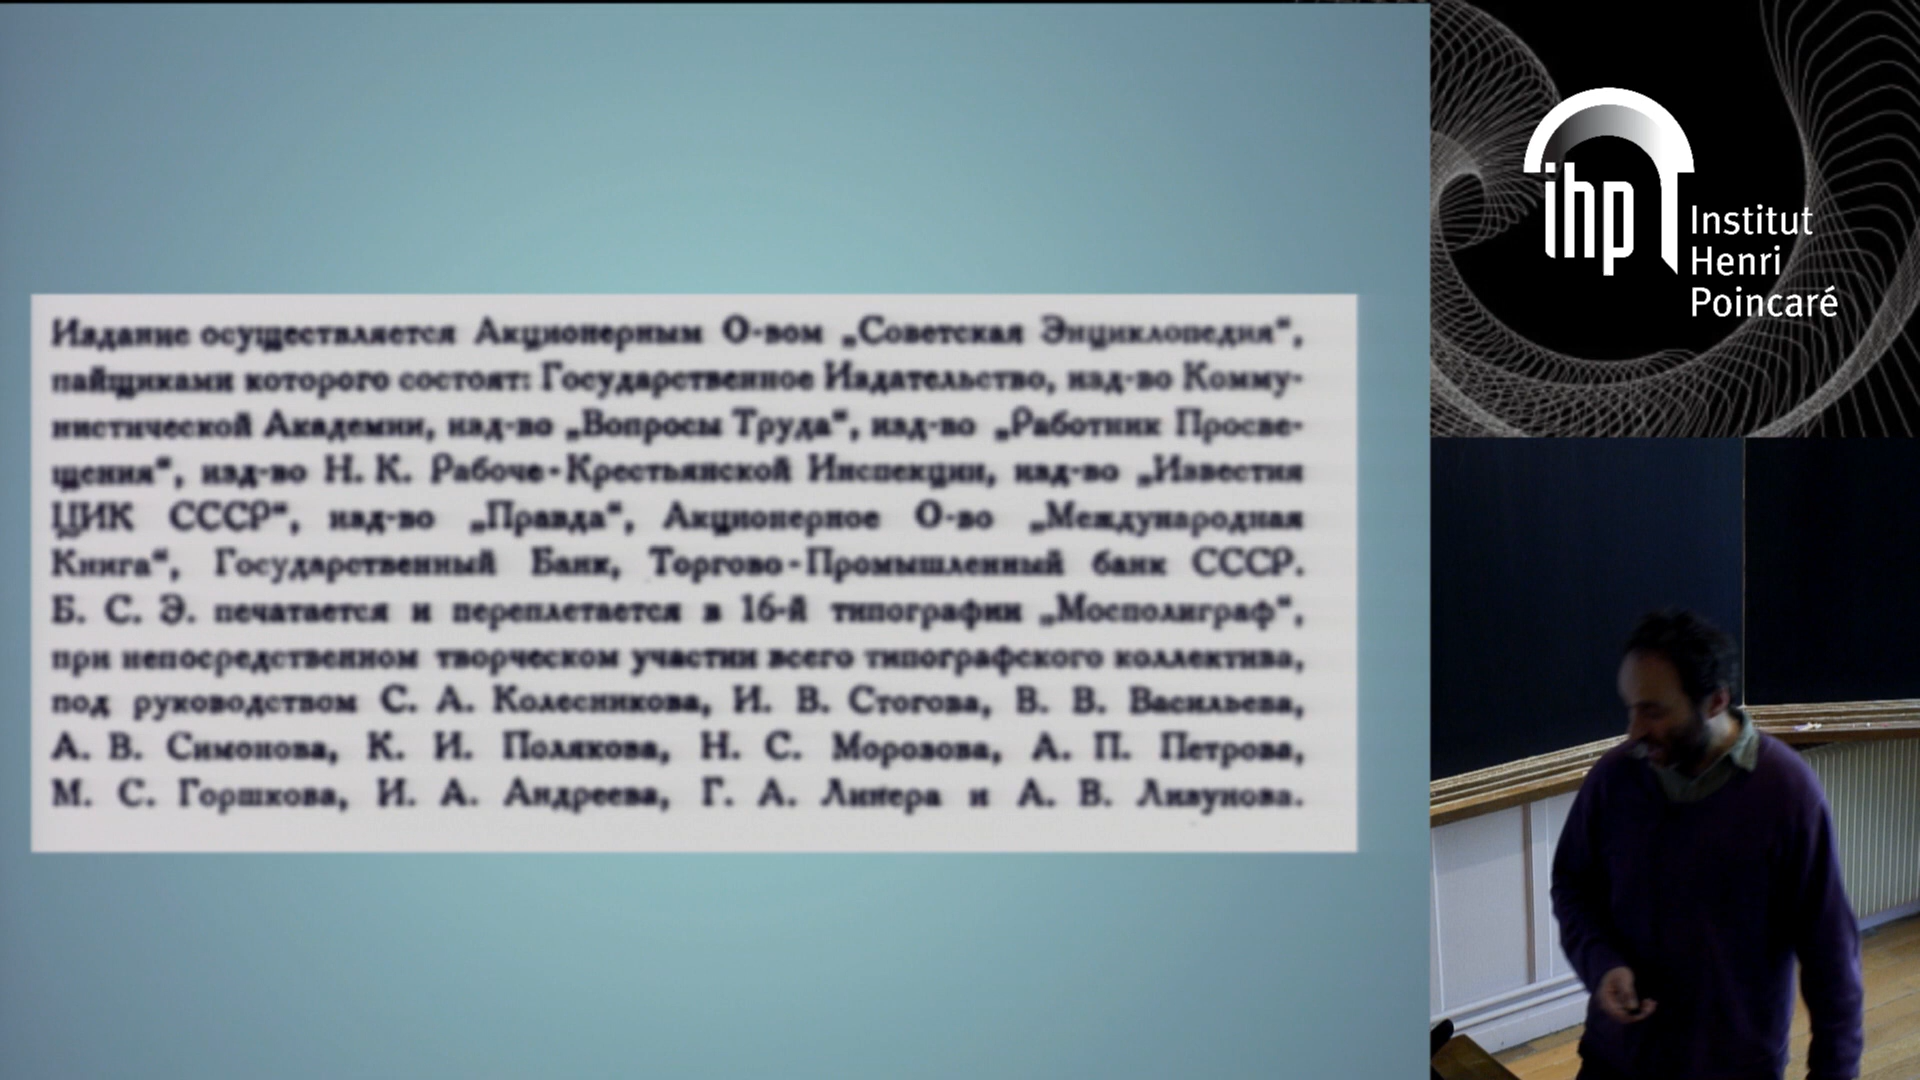 Издание осуществляется Акционерным О-вом „Советская Энциклопедия“,
пайщиками которого состоят: Государственное Издательство, изд-во Комму-
нистической Академии, изд-во „Вопросы Труда“, изд-во „Работник Просве-
щения“, изд-во Н. К. Рабоче-Крестьянской Инспекции, изд-во „Известия
ЦИК СССР“, изд-во „Правда“, Акционерное О-во „Международная
Книга“, Государственный Банк, Торгово-Промышленный банк СССР.
Б. С. Э. печатается и переплетается в 16-й типографии „Мосполиграф“,
при непосредственном творческом участии всего типографского коллектива,
под руководством С. А. Колесникова, И. В. Стогова, В. В. Васильева,
А. В. Симонова, К. И. Полякова, Н. С. Морозова, А. П. Петрова,
М. С. Горшкова, И. А. Андреева, Г. А. и А. В.
ihp
Institut
Henri
Poincaré